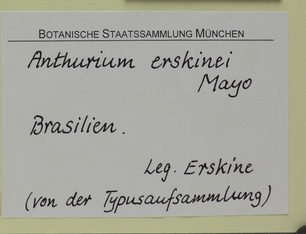 BOTANISCHE STAATSSAMMLUNG MÜNCHEN
Anthurium erskinei
Mayo
Brasilien.
Leg. Erskine
(von der Typusaufsammlung)